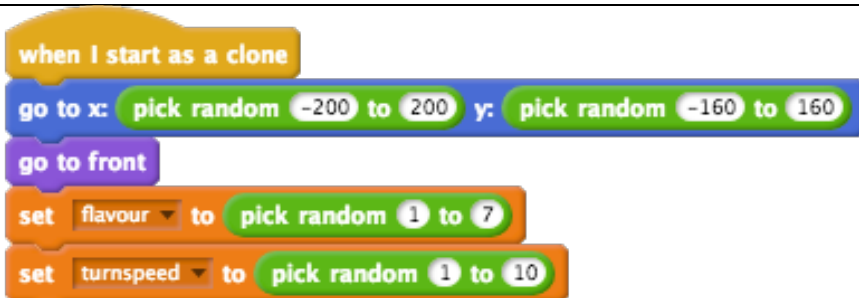 when I start as a clone
go to x: pick random -200 to 200 y: pick random -160 to 160
go to front
set flavour to pick random 1 to 7
set turnspeed to pick random 1 to 10